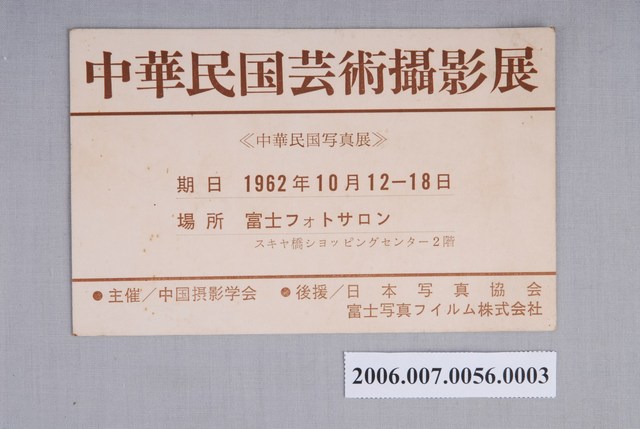 中華民国芸術攝影展
≪中華民国写真展≫
期日 1962年10月12—18日
場所 富士フォトサロン
スキヤ橋ショッピングセンター2階
●主催／中国摂影学会 ●後援／日本写真協会
富士写真フイルム株式会社
2006.007.0056.0003